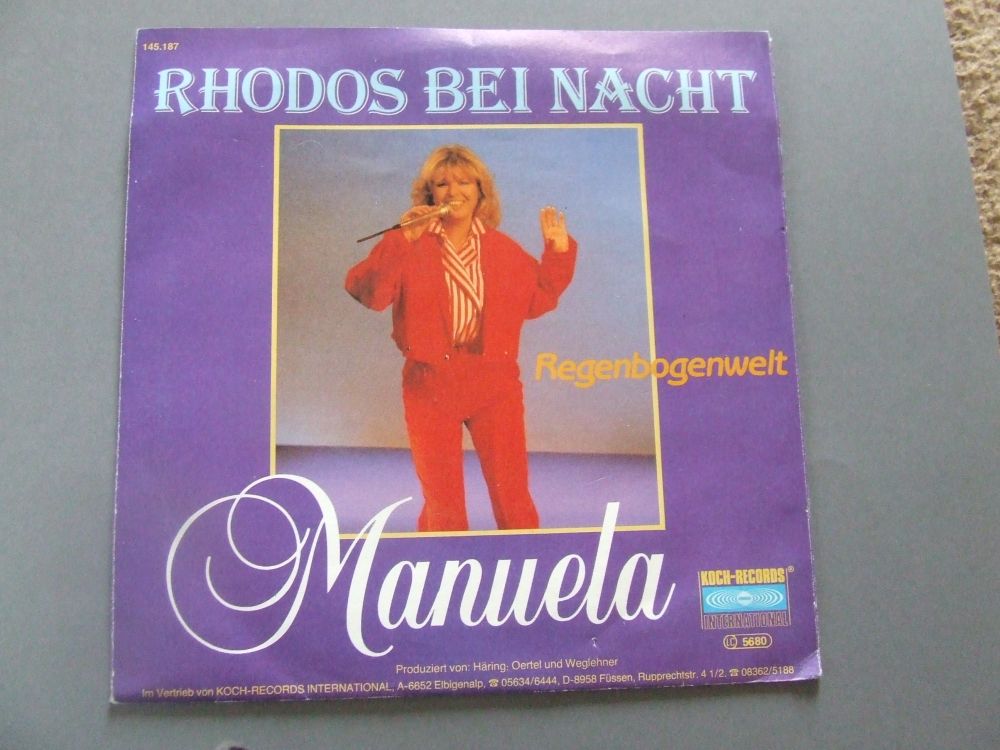 145.187
RHODOS BEI NACHT
Regenbogenwelt
Manuela
KOCH-RECORDS®
INTERNATIONAL
LC 5680
Produziert von: Häring, Oertel und Weglehner
Im Vertrieb von KOCH-RECORDS INTERNATIONAL, A-6652 Elbigenalp, ☎ 05634/6444, D-8958 Füssen, Rupprechtstr. 4 1/2. ☎ 08362/5188